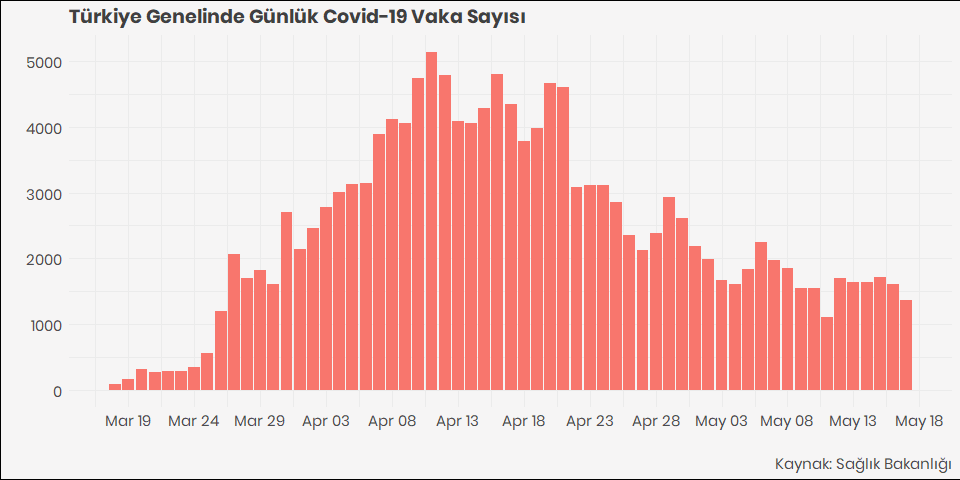 Türkiye Genelinde Günlük Covid-19 Vaka Sayısı
5000
4000
3000
2000
1000
0
Mar 19 Mar 24 Mar 29 Apr 03 Apr 08 Apr 13 Apr 18 Apr 23 Apr 28 May 03 May 08 May 13 May 18
Kaynak: Sağlık Bakanlığı